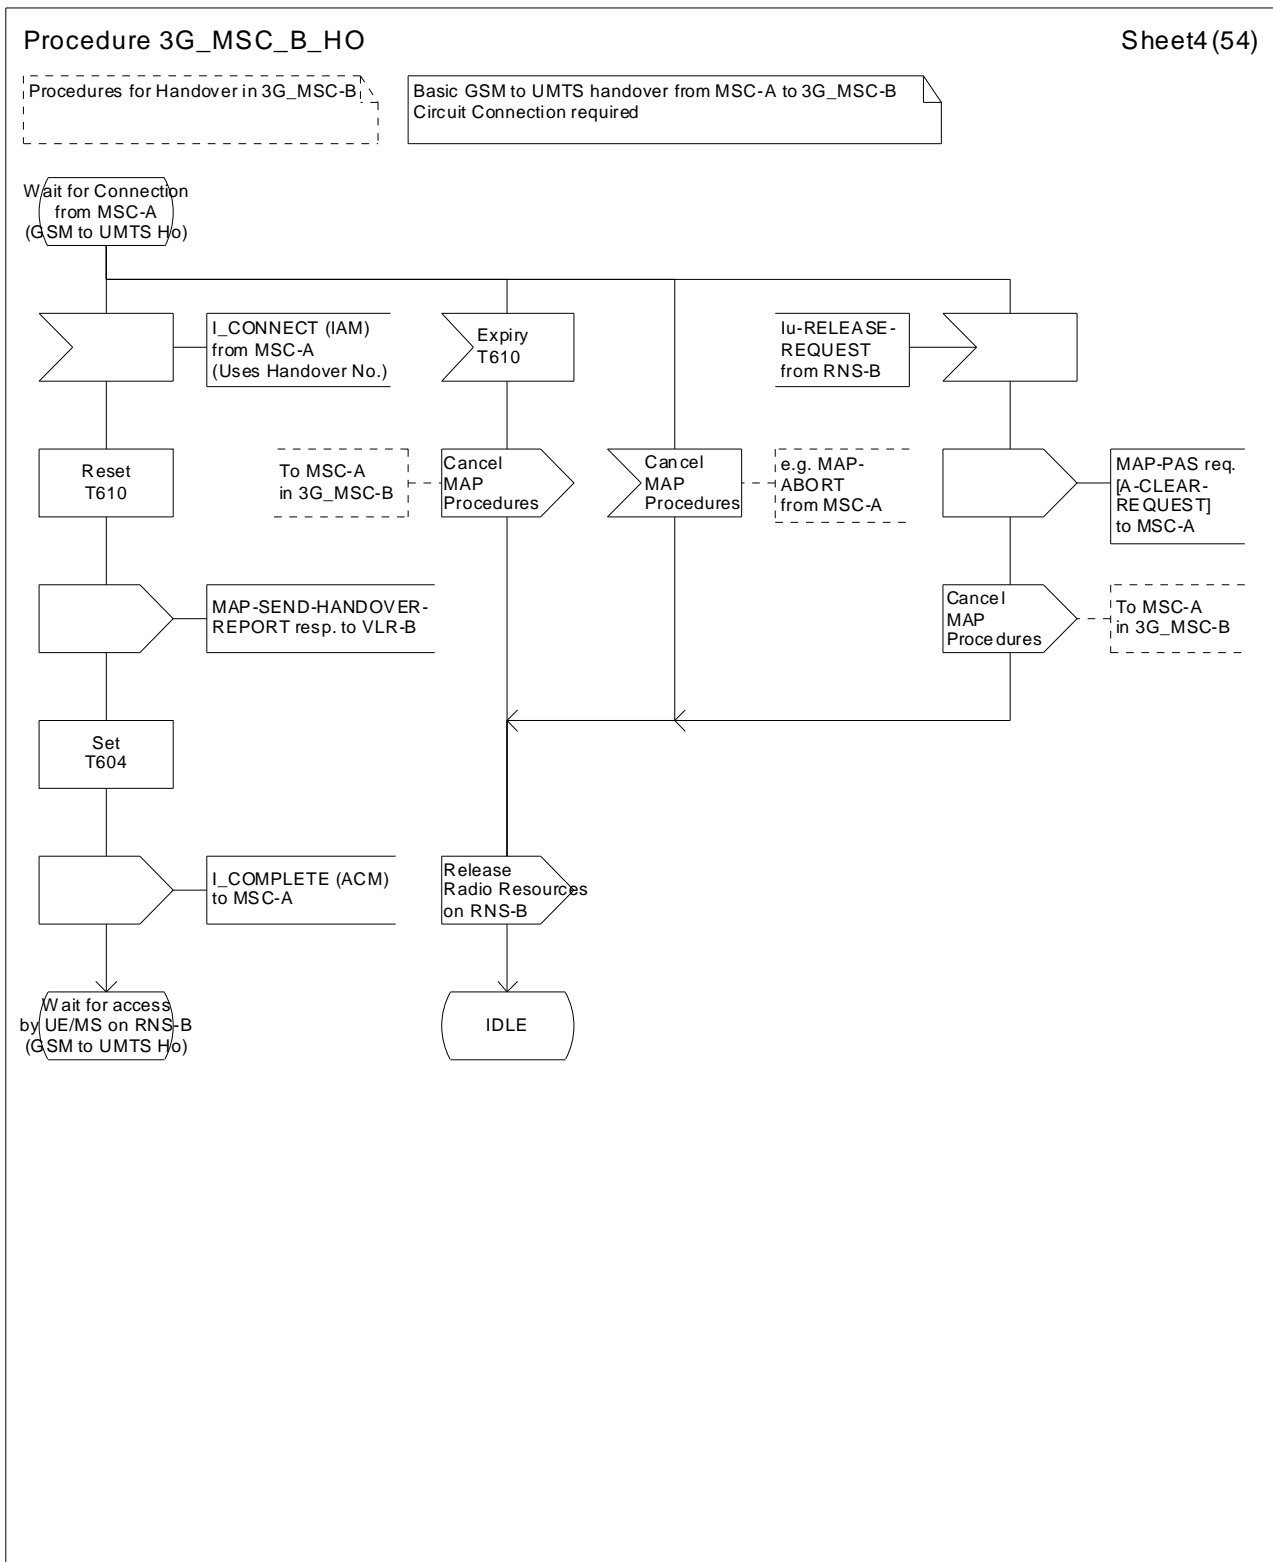 Procedure 3G_MSC_B_HO
Sheet4(54)
Procedures for Handover in 3G_MSC-B
Basic GSM to UMTS handover from MSC-A to 3G_MSC-B
Circuit Connection required
Wait for Connection
from MSC-A
(GSM to UMTS Ho)
I_CONNECT (IAM)
from MSC-A
(Uses Handover No.)
Expiry
T610
Iu-RELEASE-
REQUEST
from RNS-B
Reset
T610
To MSC-A
in 3G_MSC-B
Cancel
MAP
Procedures
Cancel
MAP
Procedures
e.g. MAP-
ABORT
from MSC-A
MAP-PAS req.
[A-CLEAR-
REQUEST]
to MSC-A
MAP-SEND-HANDOVER-
REPORT resp. to VLR-B
Cancel
MAP
Procedures
To MSC-A
in 3G_MSC-B
Set
T604
I_COMPLETE (ACM)
to MSC-A
Release
Radio Resources
on RNS-B
Wait for access
by UE/MS on RNS-B
(GSM to UMTS Ho)
IDLE